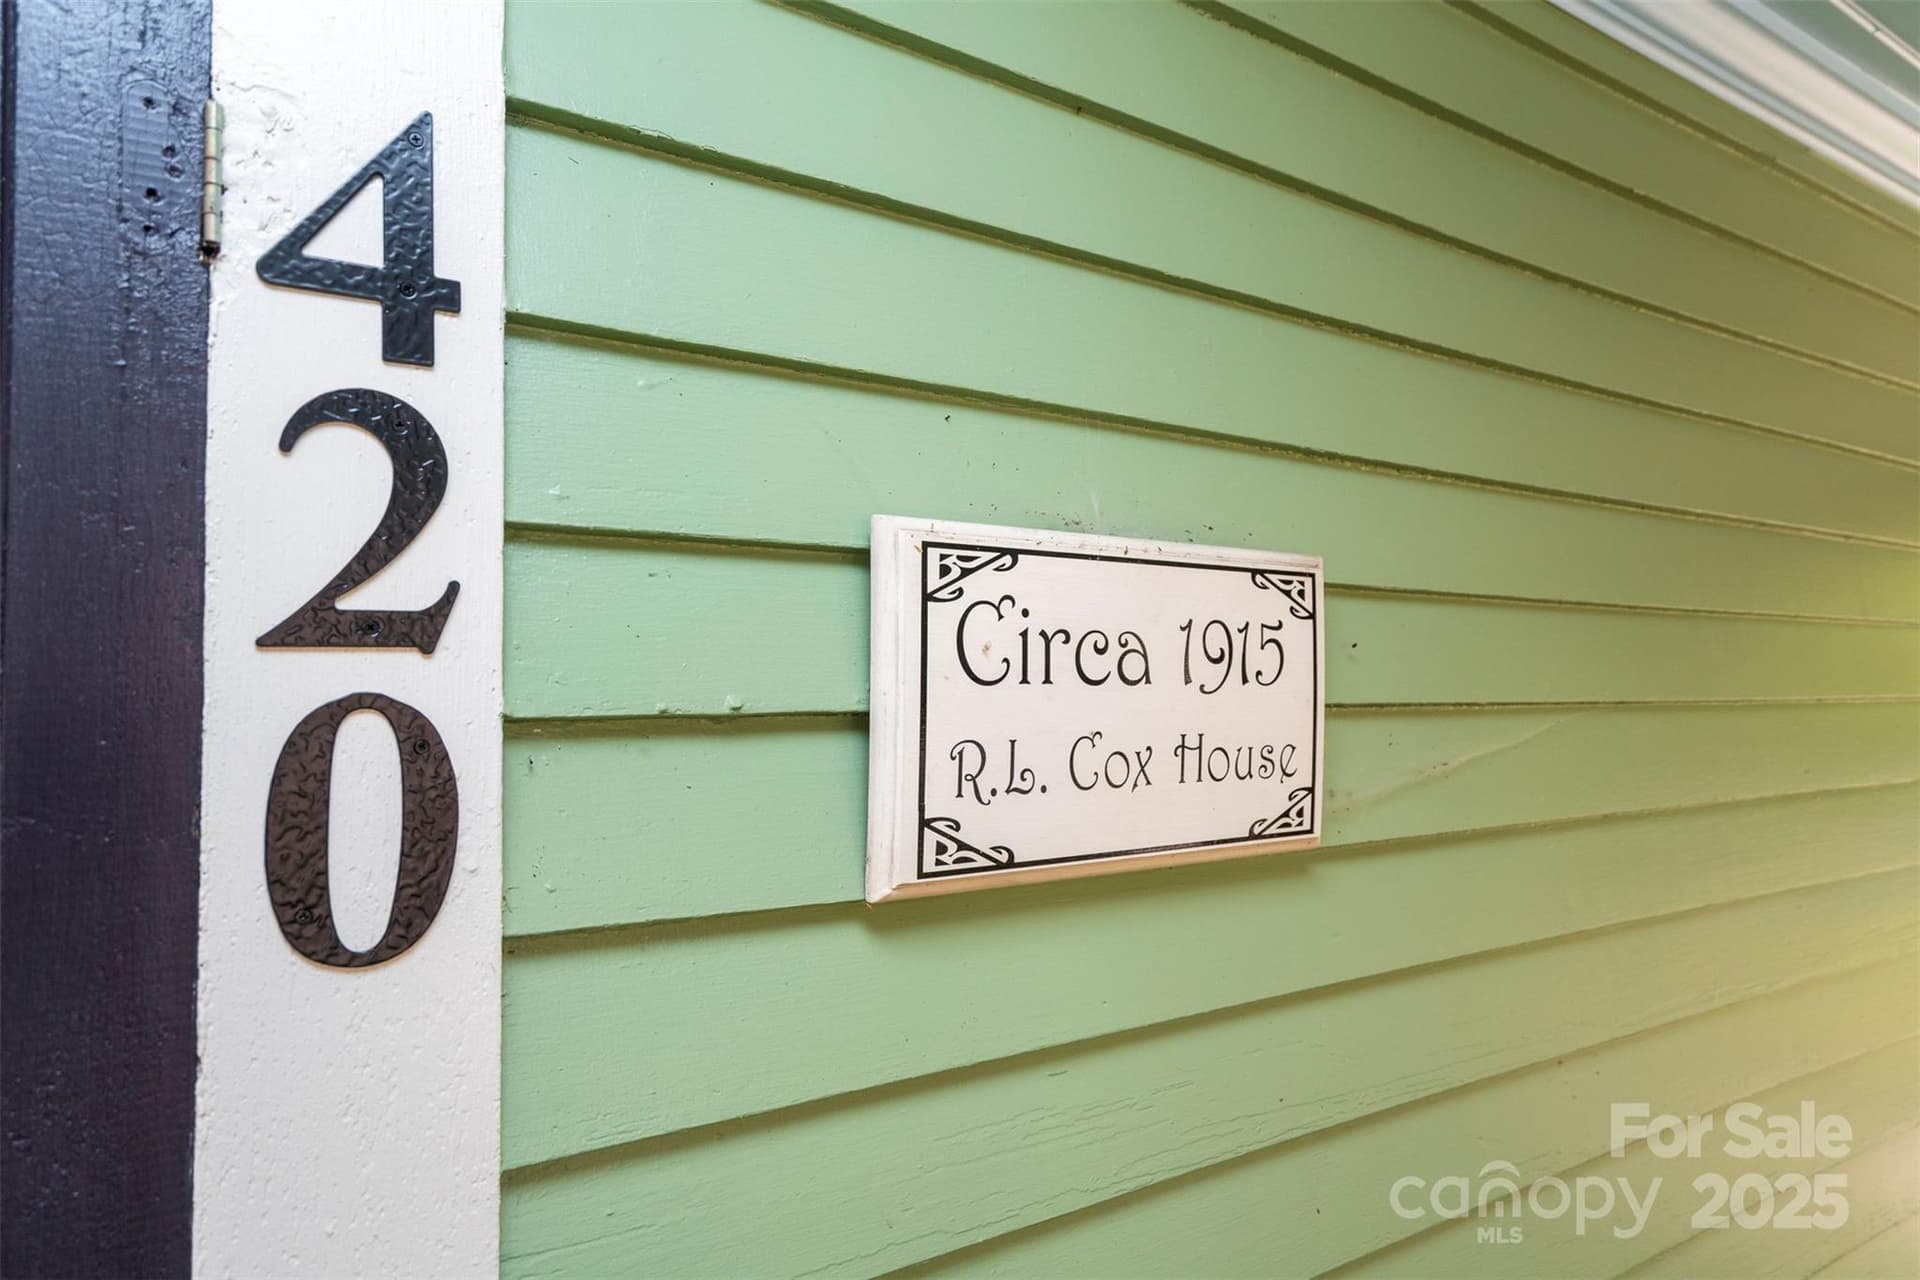 420
Circa 1915
R.L. Cox House
For Sale
canopy 2025
MLS